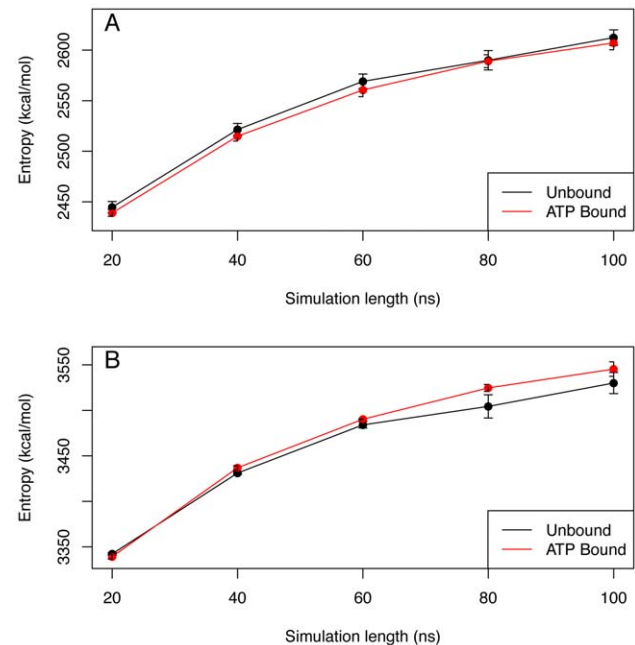 A
Entropy (kcal/mol)
2600
2550
2500
2450
Unbound
ATP Bound
20 40 60 80 100
Simulation length (ns)
B
Entropy (kcal/mol)
3550
3450
3350
Unbound
ATP Bound
20 40 60 80 100
Simulation length (ns)